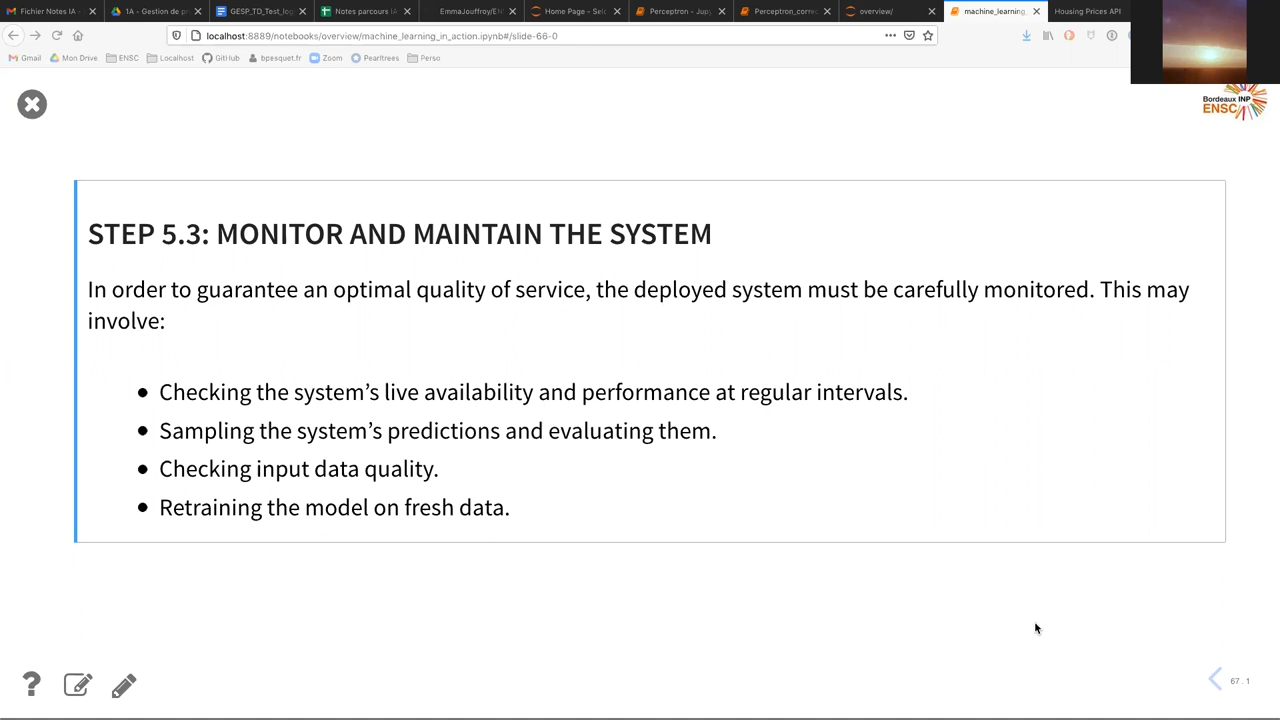 Fichier Notes IA -
1A - Gestion de pr
GESP_TD_Test_log
Notes parcours IA
EmmaJouffroy/EN
Home Page - Sele
Perceptron - Jup
Perceptron_correc
overview/
machine_learning_
Housing Prices API
localhost:8889/notebooks/overview/machine_learning_in_action.ipynb#/slide-66-0
Gmail
Mon Drive
ENSC
Localhost
GitHub
bpesquet.fr
Zoom
Pearltrees
Perso
Bordeaux INP
ENSC
STEP 5.3: MONITOR AND MAINTAIN THE SYSTEM
In order to guarantee an optimal quality of service, the deployed system must be carefully monitored. This may
involve:
Checking the system’s live availability and performance at regular intervals.
Sampling the system’s predictions and evaluating them.
Checking input data quality.
Retraining the model on fresh data.
67.1